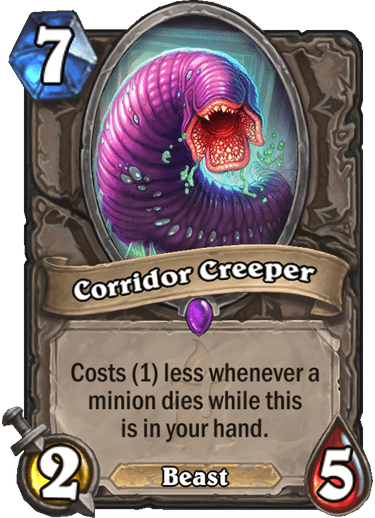 7
Corridor Creeper
Costs (1) less whenever a
minion dies while this
is in your hand.
2
Beast
5